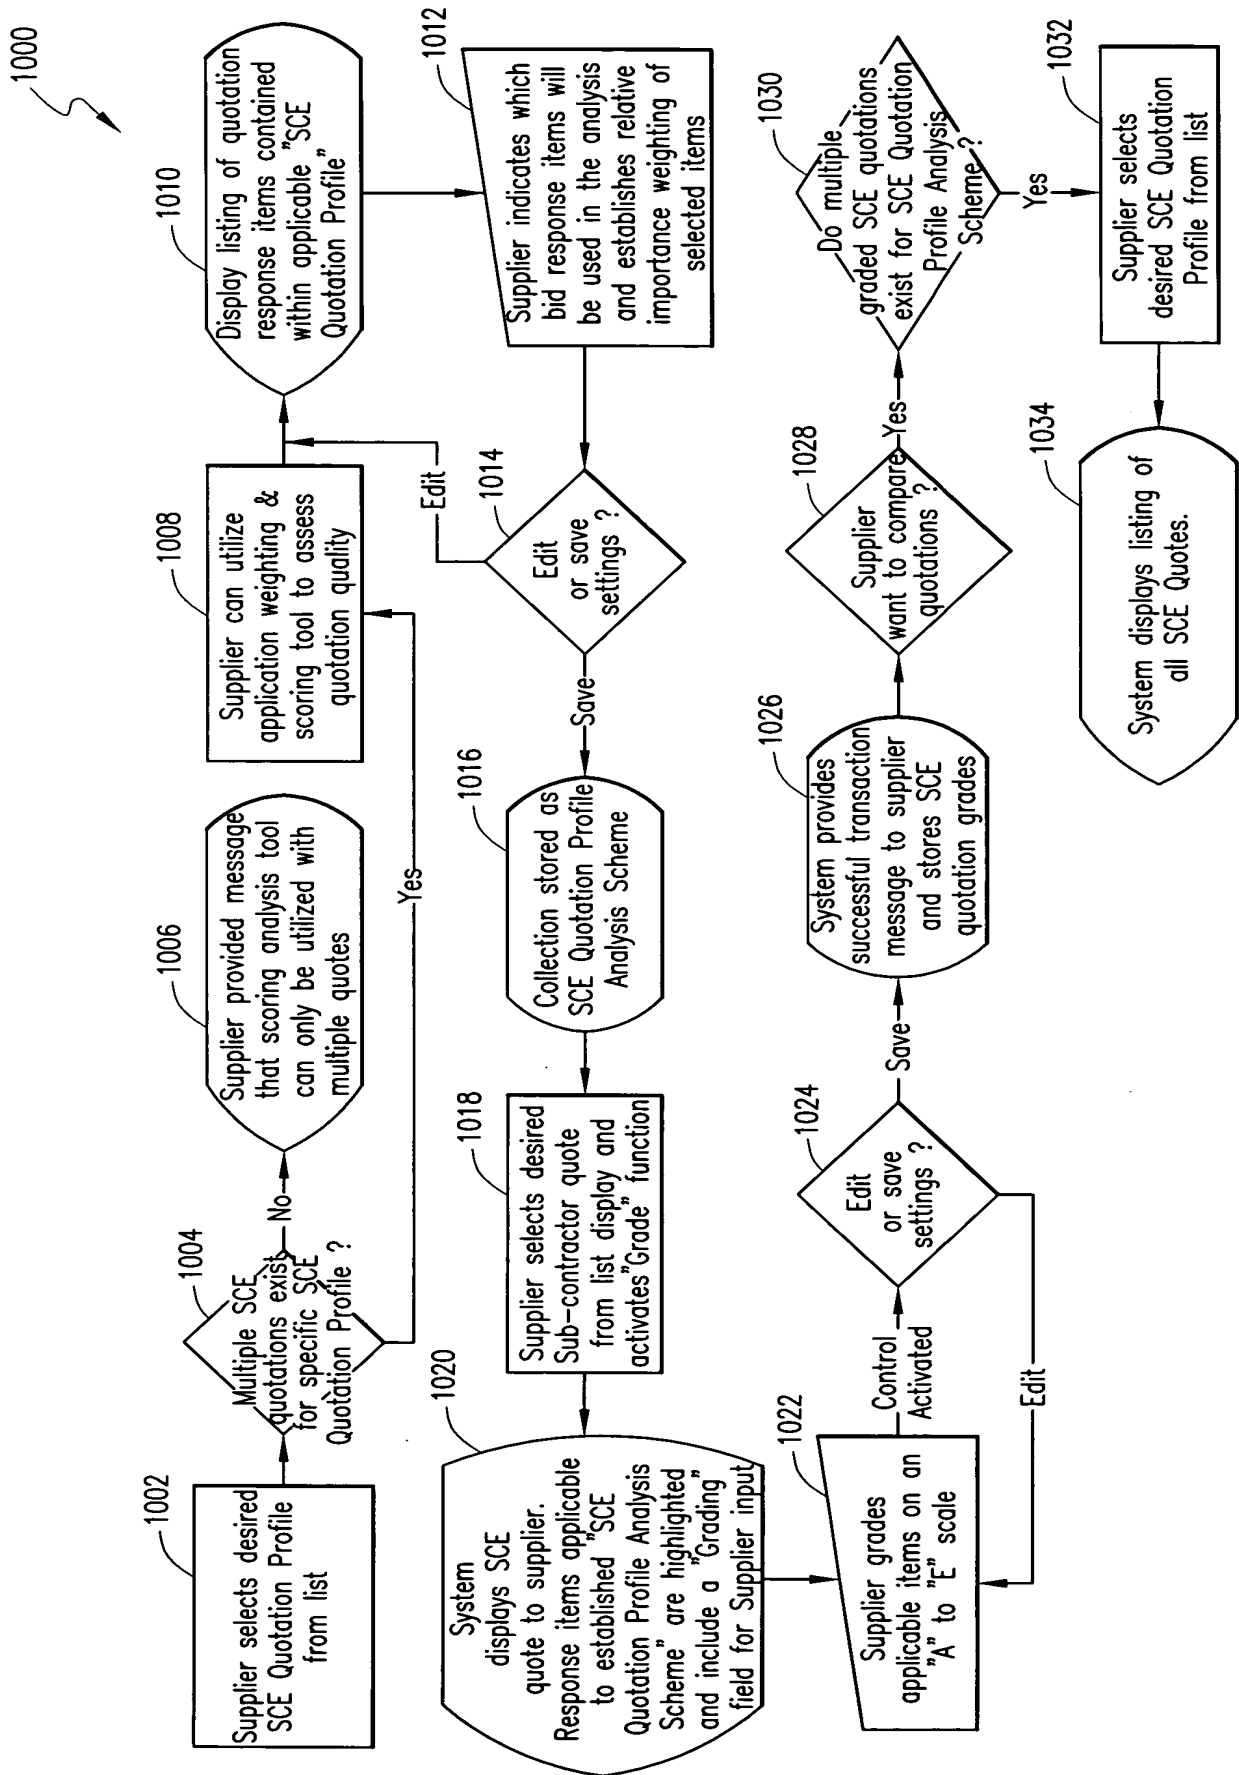 1000
1002
Supplier selects desired
SCE Quotation Profile
from list
1004
Multiple SCE
quotations exist
for specific SCE
Quotation Profile ?
No
Yes
1006
Supplier provided message
that scoring analysis tool
can only be utilized with
multiple quotes
1008
Supplier can utilize
application weighting &
scoring tool to assess
quotation quality
1010
Display listing of quotation
response items contained
within applicable "SCE
Quotation Profile"
1012
Supplier indicates which
bid response items will
be used in the analysis
and establishes relative
importance weighting of
selected items
1014
Edit
or save
settings ?
Edit
Save
1016
Collection stored as
SCE Quotation Profile
Analysis Scheme
1018
Supplier selects desired
Sub-contractor quote
from list display and
activates "Grade" function
1020
System
displays SCE
quote to supplier.
Response items applicable
to established "SCE
Quotation Profile Analysis
Scheme" are highlighted
and include a "Grading"
field for Supplier input
1022
Supplier grades
applicable items on an
"A" to "E" scale
Control
Activated
1024
Edit
or save
settings ?
Edit
Save
1026
System provides
successful transaction
message to supplier
and stores SCE
quotation grades
1028
Supplier
want to compare
quotations ?
Yes
1030
Do multiple
graded SCE quotations
exist for SCE Quotation
Profile Analysis
Scheme ?
Yes
1032
Supplier selects
desired SCE Quotation
Profile from list
1034
System displays listing of
all SCE Quotes.